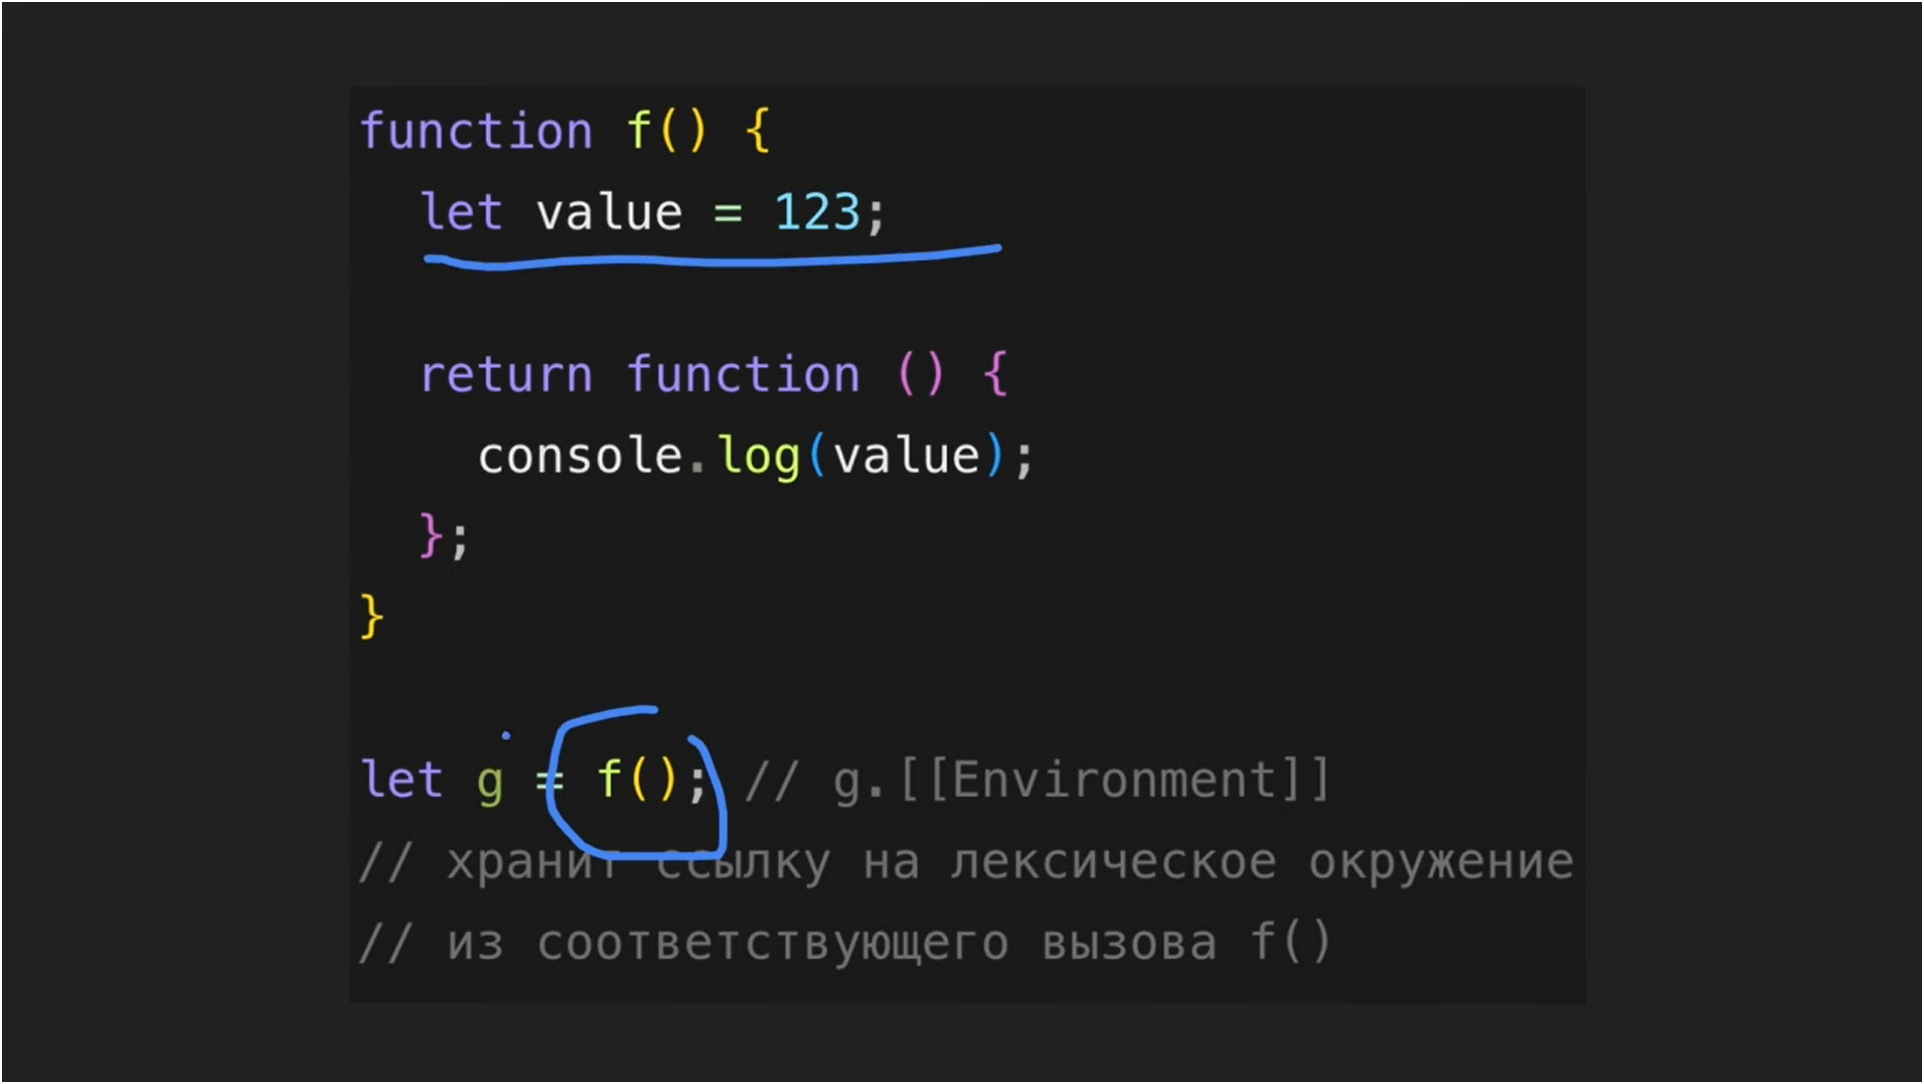 function f() {
let value = 123;
return function () {
console.log(value);
};
}
let g = f(); // g.[[Environment]]
// хранит ссылку на лексическое окружение
// из соответствующего вызова f()